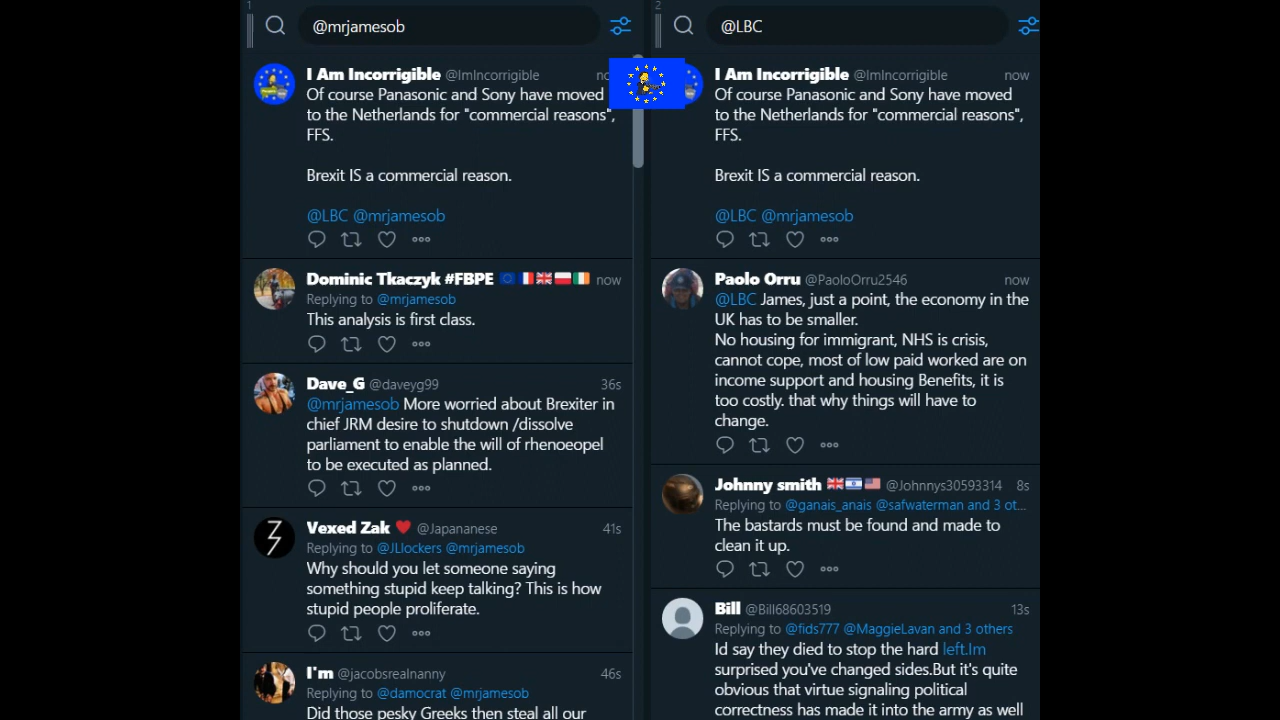 1
@mrjamesob
I Am Incorrigible @ImIncorrigible
Of course Panasonic and Sony have moved
to the Netherlands for "commercial reasons",
FFS.
Brexit IS a commercial reason.
@LBC @mrjamesob
Dominic Tkaczyk #FBPE now
Replying to @mrjamesob
This analysis is first class.
Dave_G @daveyg99 36s
@mrjamesob More worried about Brexiter in
chief JRM desire to shutdown /dissolve
parliament to enable the will of rhenoeopel
to be executed as planned.
Vexed Zak @Japananese 41s
Replying to @JLlockers @mrjamesob
Why should you let someone saying
something stupid keep talking? This is how
stupid people proliferate.
I'm @jacobsrealnanny 46s
Replying to @damocrat @mrjamesob
Did those pesky Greeks then steal all our
2
@LBC
I Am Incorrigible @ImIncorrigible now
Of course Panasonic and Sony have moved
to the Netherlands for "commercial reasons",
FFS.
Brexit IS a commercial reason.
@LBC @mrjamesob
Paolo Orru @PaoloOrru2546 now
@LBC James, just a point, the economy in the
UK has to be smaller.
No housing for immigrant, NHS is crisis,
cannot cope, most of low paid worked are on
income support and housing Benefits, it is
too costly. that why things will have to
change.
Johnny smith @Johnnys30593314 8s
Replying to @ganais_anais @safwaterman and 3 ot...
The bastards must be found and made to
clean it up.
Bill @Bill68603519 13s
Replying to @fids777 @MaggieLavan and 3 others
Id say they died to stop the hard left.Im
surprised you've changed sides.But it's quite
obvious that virtue signaling political
correctness has made it into the army as well